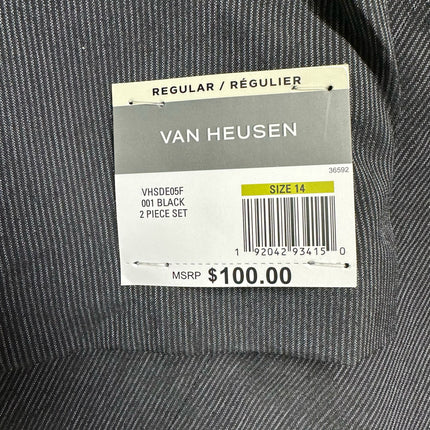 REGULAR / RÉGULIER
VAN HEUSEN
36592
VHSDE05F
001 BLACK
2 PIECE SET
SIZE 14
1 92042 93415 0
MSRP $100.00